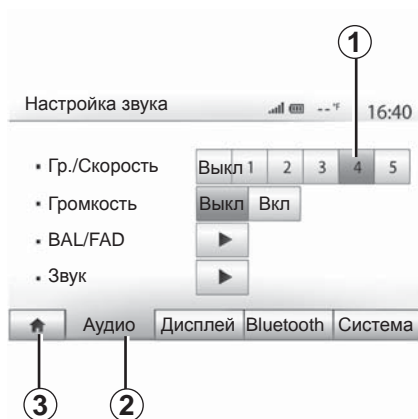 1
Настройка звука --°F 16:40
▪ Гр./Скорость Выкл 1 2 3 4 5
▪ Громкость Выкл Вкл
▪ BAL/FAD
▪ Звук
Аудио Дисплей Bluetooth Система
3 2